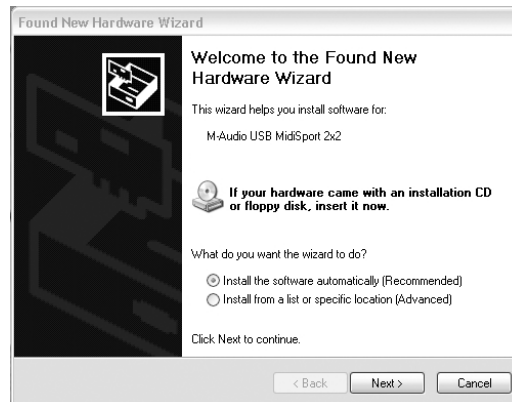 Found New Hardware Wizard
Welcome to the Found New
Hardware Wizard
This wizard helps you install software for:
M-Audio USB MidiSport 2x2
If your hardware came with an installation CD
or floppy disk, insert it now.
What do you want the wizard to do?
Install the software automatically (Recommended)
Install from a list or specific location (Advanced)
Click Next to continue.
< Back Next > Cancel